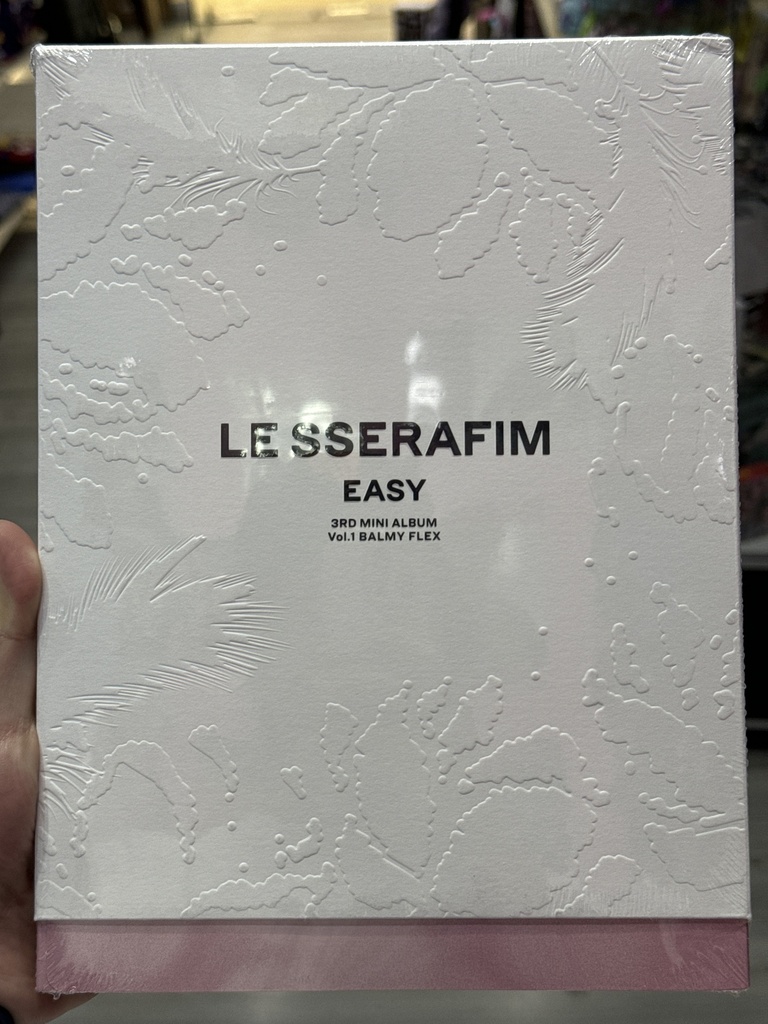 LE SSERAFIM
EASY
3RD MINI ALBUM
Vol.1 BALMY FLEX